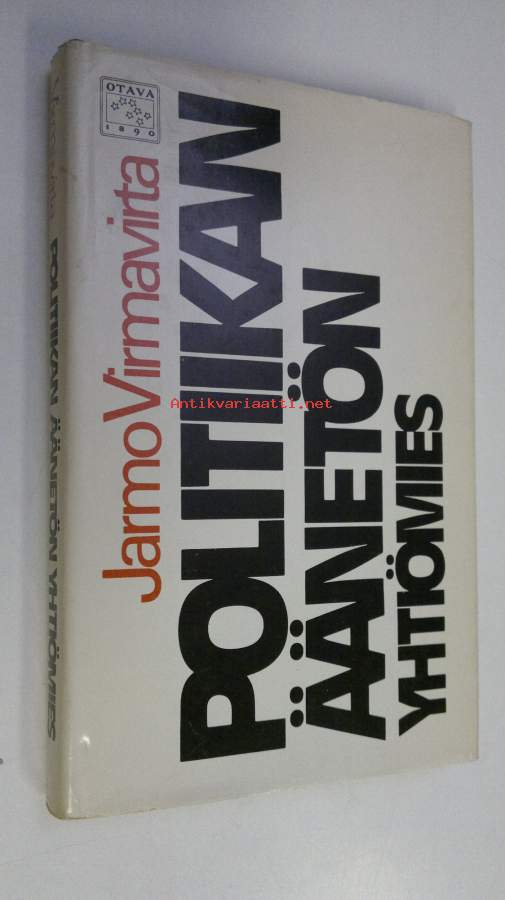 OTAVA
1890
Jarmo Virmavirta
POLITIIKAN
ÄÄNETÖN
YHTIÖMIES
POLITIIKAN ÄÄNETÖN YHTIÖMIES
Antikvariaatti.net